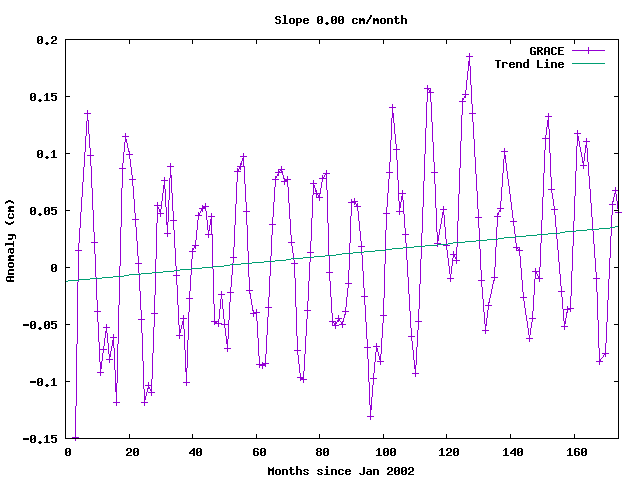 Slope 0.00 cm/month
0.2
GRACE
Trend Line
0.15
0.1
0.05
0
-0.05
-0.1
-0.15
Anomaly (cm)
0 20 40 60 80 100 120 140 160
Months since Jan 2002